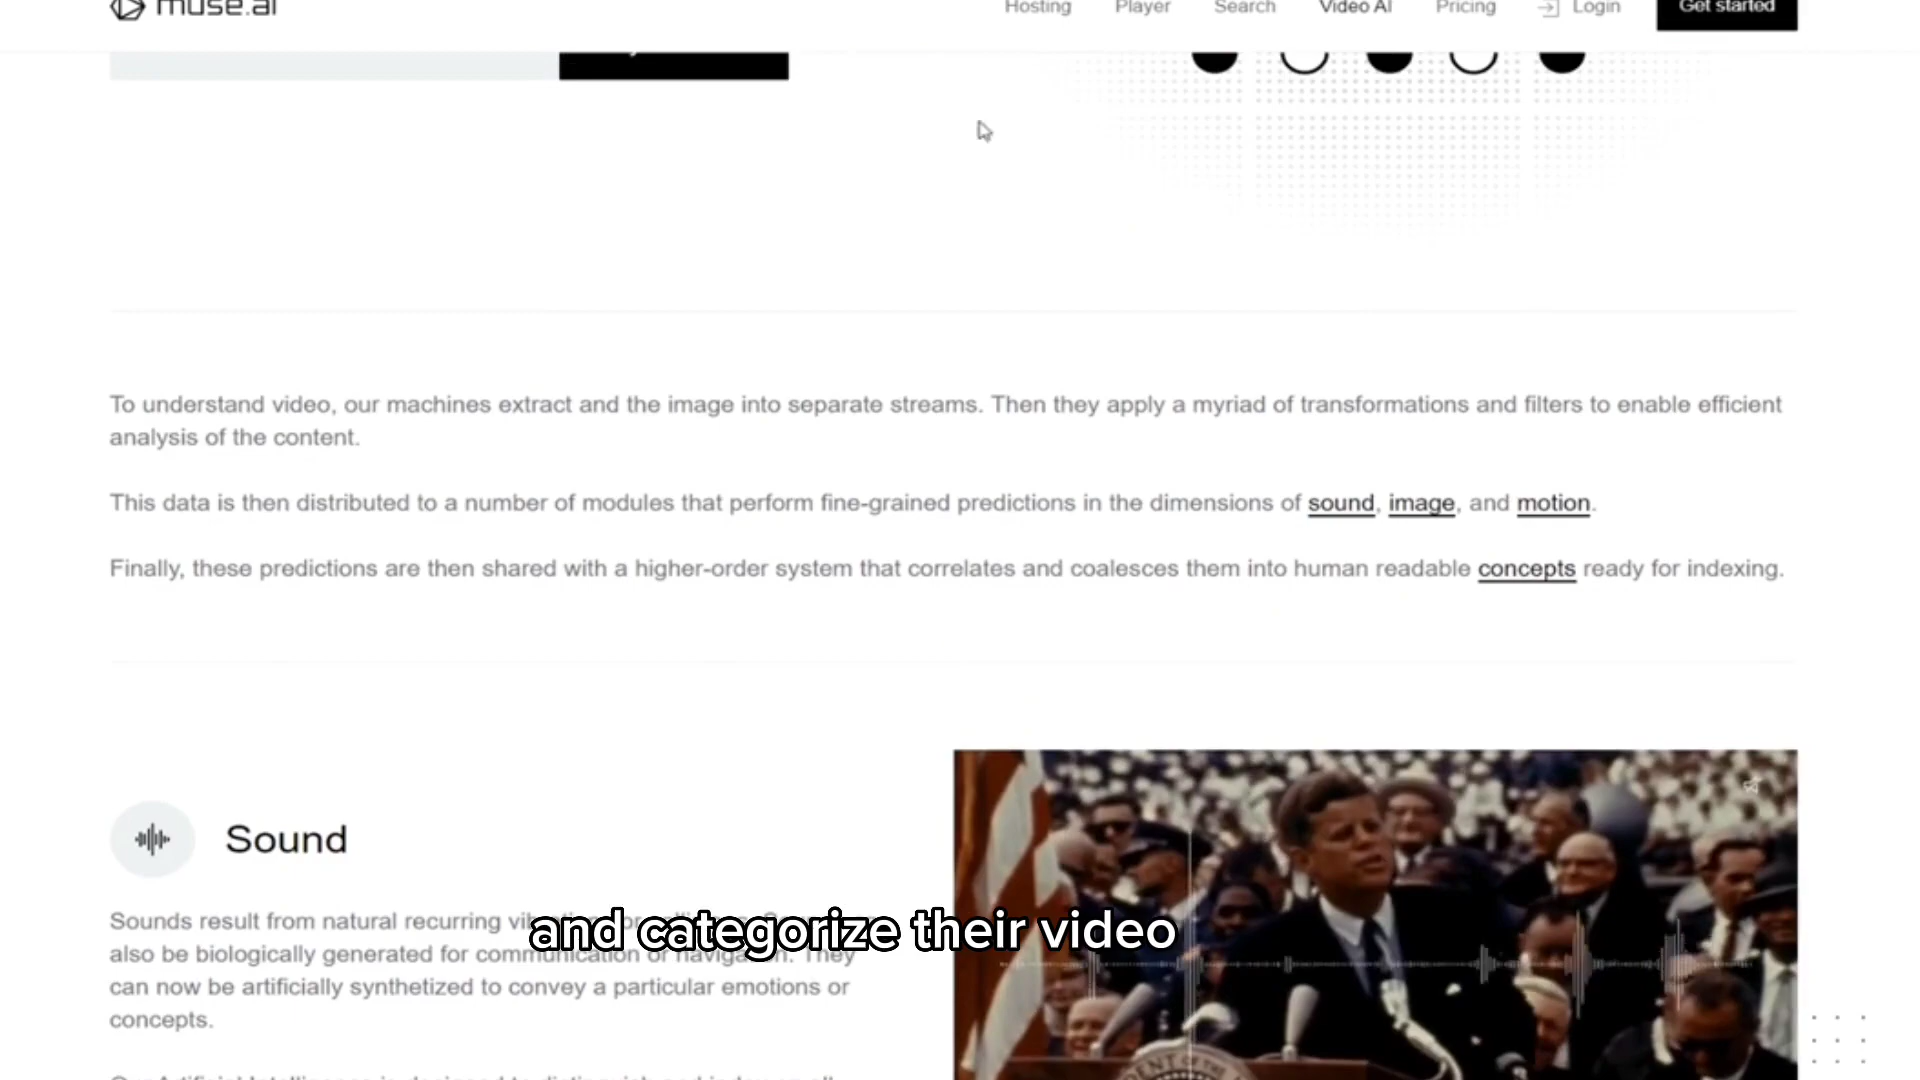 muse.ai
Hosting Player Search Video AI Pricing Login Get started
To understand video, our machines extract and the image into separate streams. Then they apply a myriad of transformations and filters to enable efficient
analysis of the content.
This data is then distributed to a number of modules that perform fine-grained predictions in the dimensions of sound, image, and motion.
Finally, these predictions are then shared with a higher-order system that correlates and coalesces them into human readable concepts ready for indexing.
Sound
Sounds result from natural recurring
also be biologically generated for communication or navigation. They
can now be artificially synthetized to convey a particular emotions or
concepts.
and categorize their video